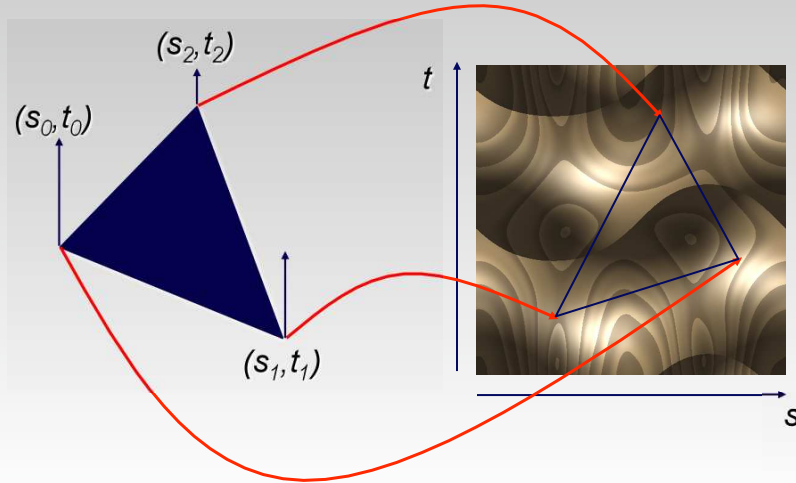 (s₂,t₂)
t
(s₀,t₀)
(s₁,t₁)
s